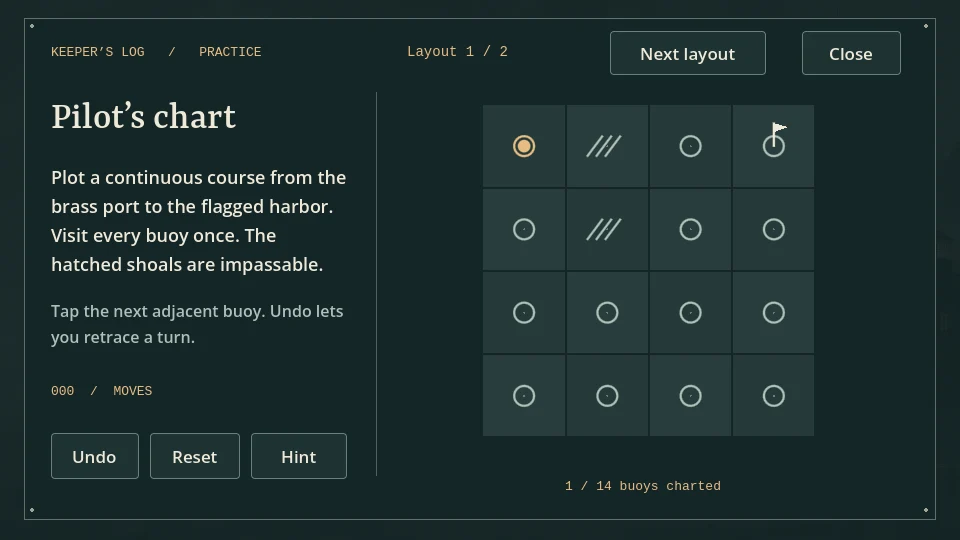 KEEPER’S LOG / PRACTICE
Layout 1 / 2
Next layout
Close
Pilot’s chart
Plot a continuous course from the
brass port to the flagged harbor.
Visit every buoy once. The
hatched shoals are impassable.
Tap the next adjacent buoy. Undo lets
you retrace a turn.
000 / MOVES
Undo
Reset
Hint
1 / 14 buoys charted